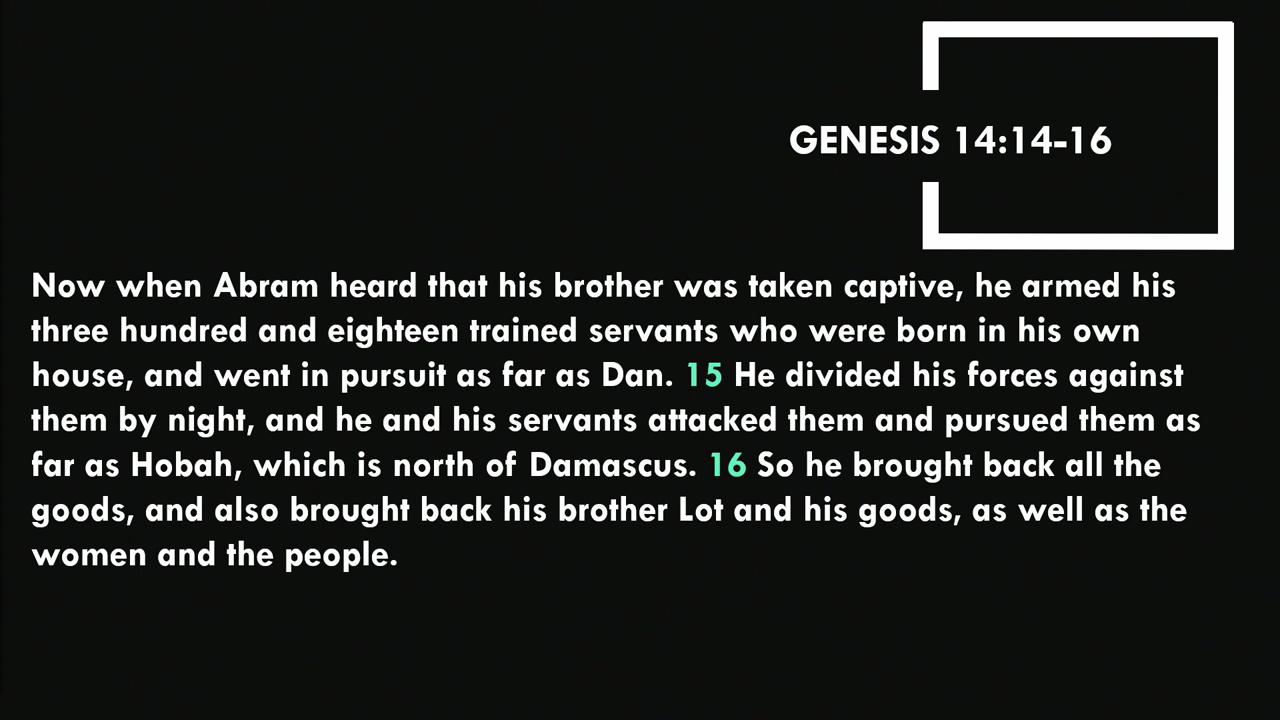 GENESIS 14:14-16
Now when Abram heard that his brother was taken captive, he armed his
three hundred and eighteen trained servants who were born in his own
house, and went in pursuit as far as Dan. 15 He divided his forces against
them by night, and he and his servants attacked them and pursued them as
far as Hobah, which is north of Damascus. 16 So he brought back all the
goods, and also brought back his brother Lot and his goods, as well as the
women and the people.